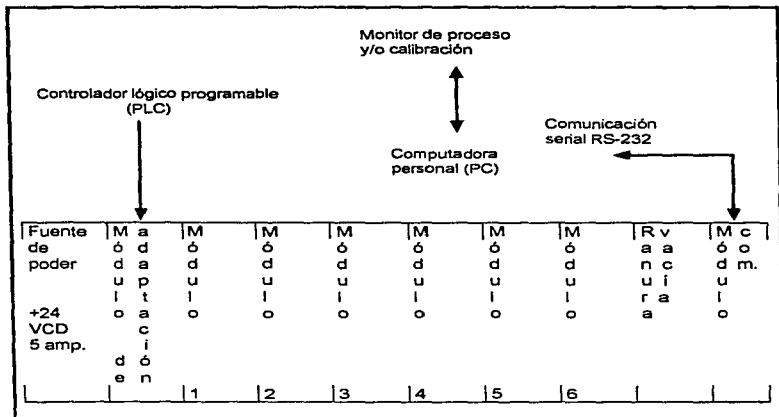 Monitor de proceso
y/o calibración
Controlador lógico programable
(PLC)
Comunicación
serial RS-232
Computadora
personal (PC)
Fuente
de
poder
+24
VCD
5 amp.
Módulo de
adaptación
Módulo
1
Módulo
2
Módulo
3
Módulo
4
Módulo
5
Módulo
6
Ranura
vacía
Módulo
com.